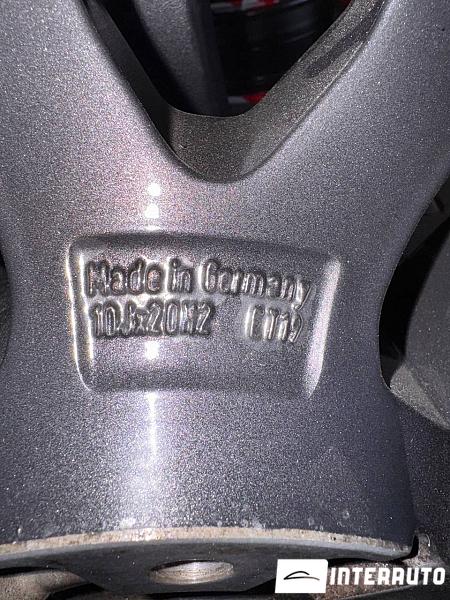 Made in Germany
10Jx20H2 ET19
INTERAUTO